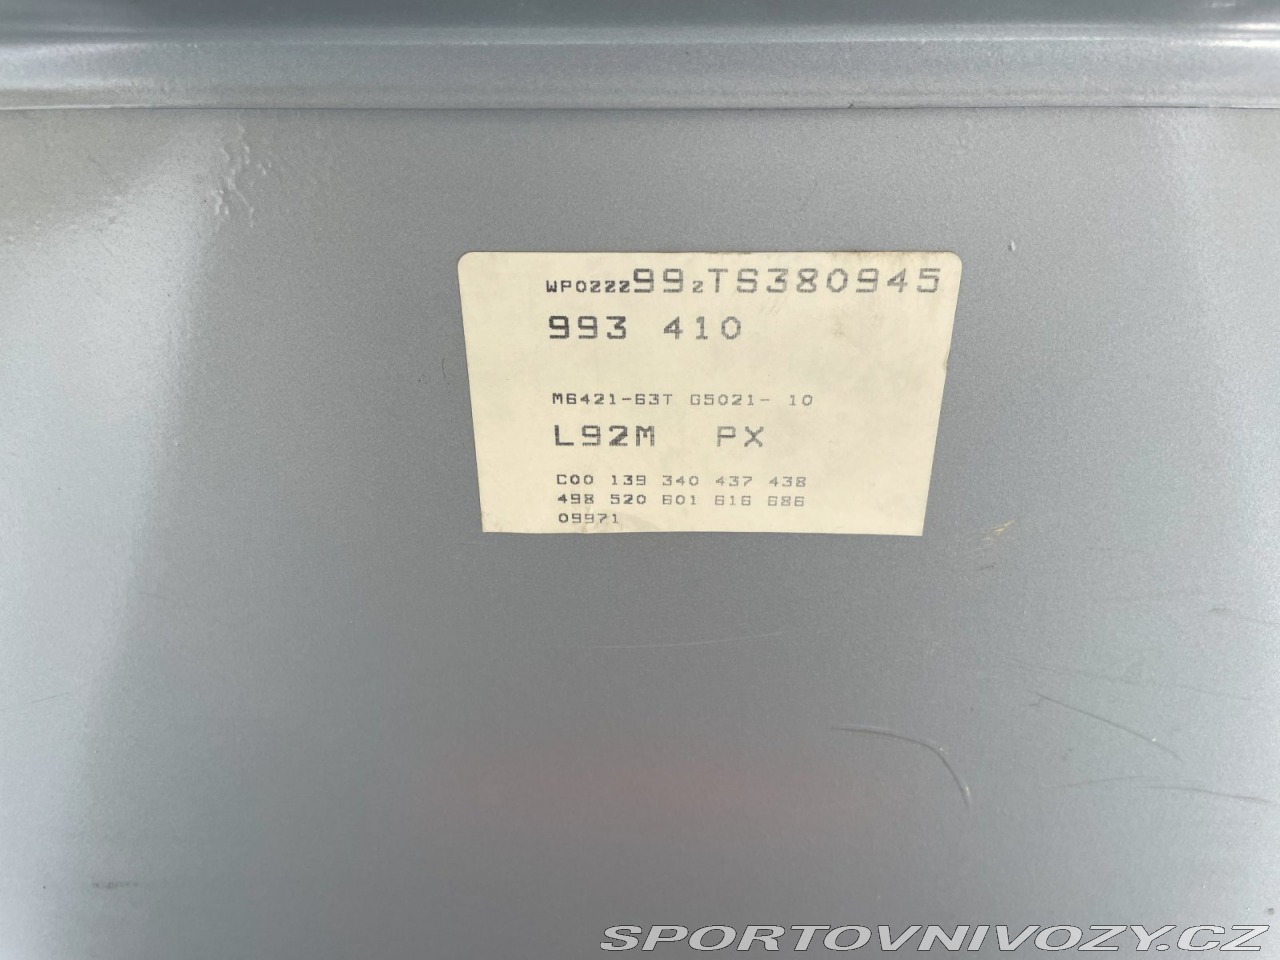 WP0ZZZ99ZTS380945
993 410
M6421-63T G5021- 10
L92M PX
C00 139 340 437 438
498 520 601 616 686
09971
SPORTOVNIVOZY.CZ